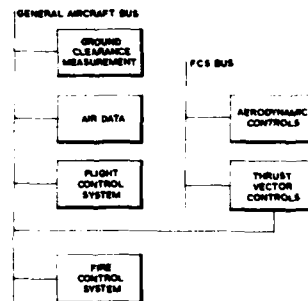 GENERAL AIRCRAFT BUS
GROUND
CLEARANCE
MEASUREMENT
FCS BUS
AIR DATA
AERODYNAMIC
CONTROLS
FLIGHT
CONTROL
SYSTEM
THRUST
VECTOR
CONTROLS
FIRE
CONTROL
SYSTEM